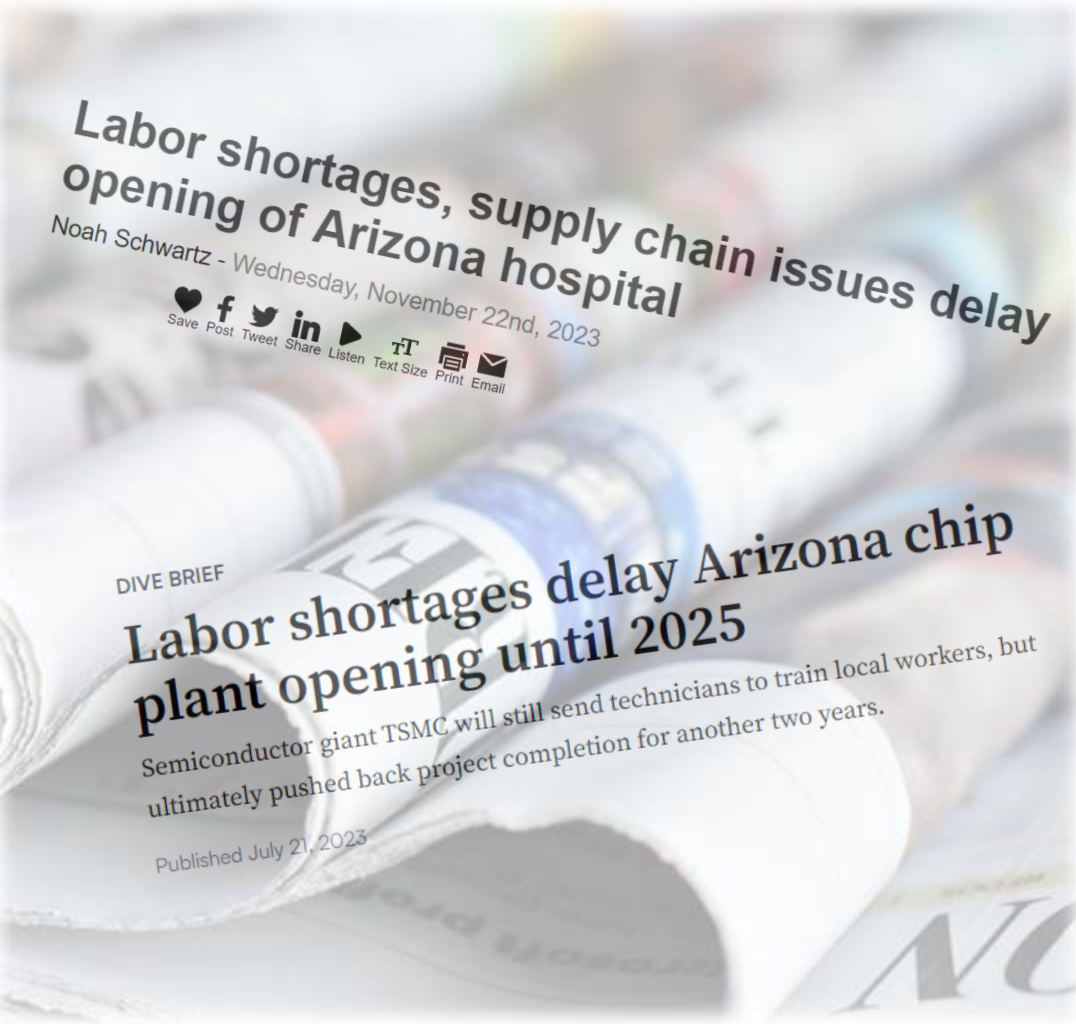 Labor shortages, supply chain issues delay
opening of Arizona hospital
Noah Schwartz - Wednesday, November 22nd, 2023
Save Post Tweet Share Listen Text Size Print Email
DIVE BRIEF
Labor shortages delay Arizona chip
plant opening until 2025
Semiconductor giant TSMC will still send technicians to train local workers, but
ultimately pushed back project completion for another two years.
Published July 21, 2023